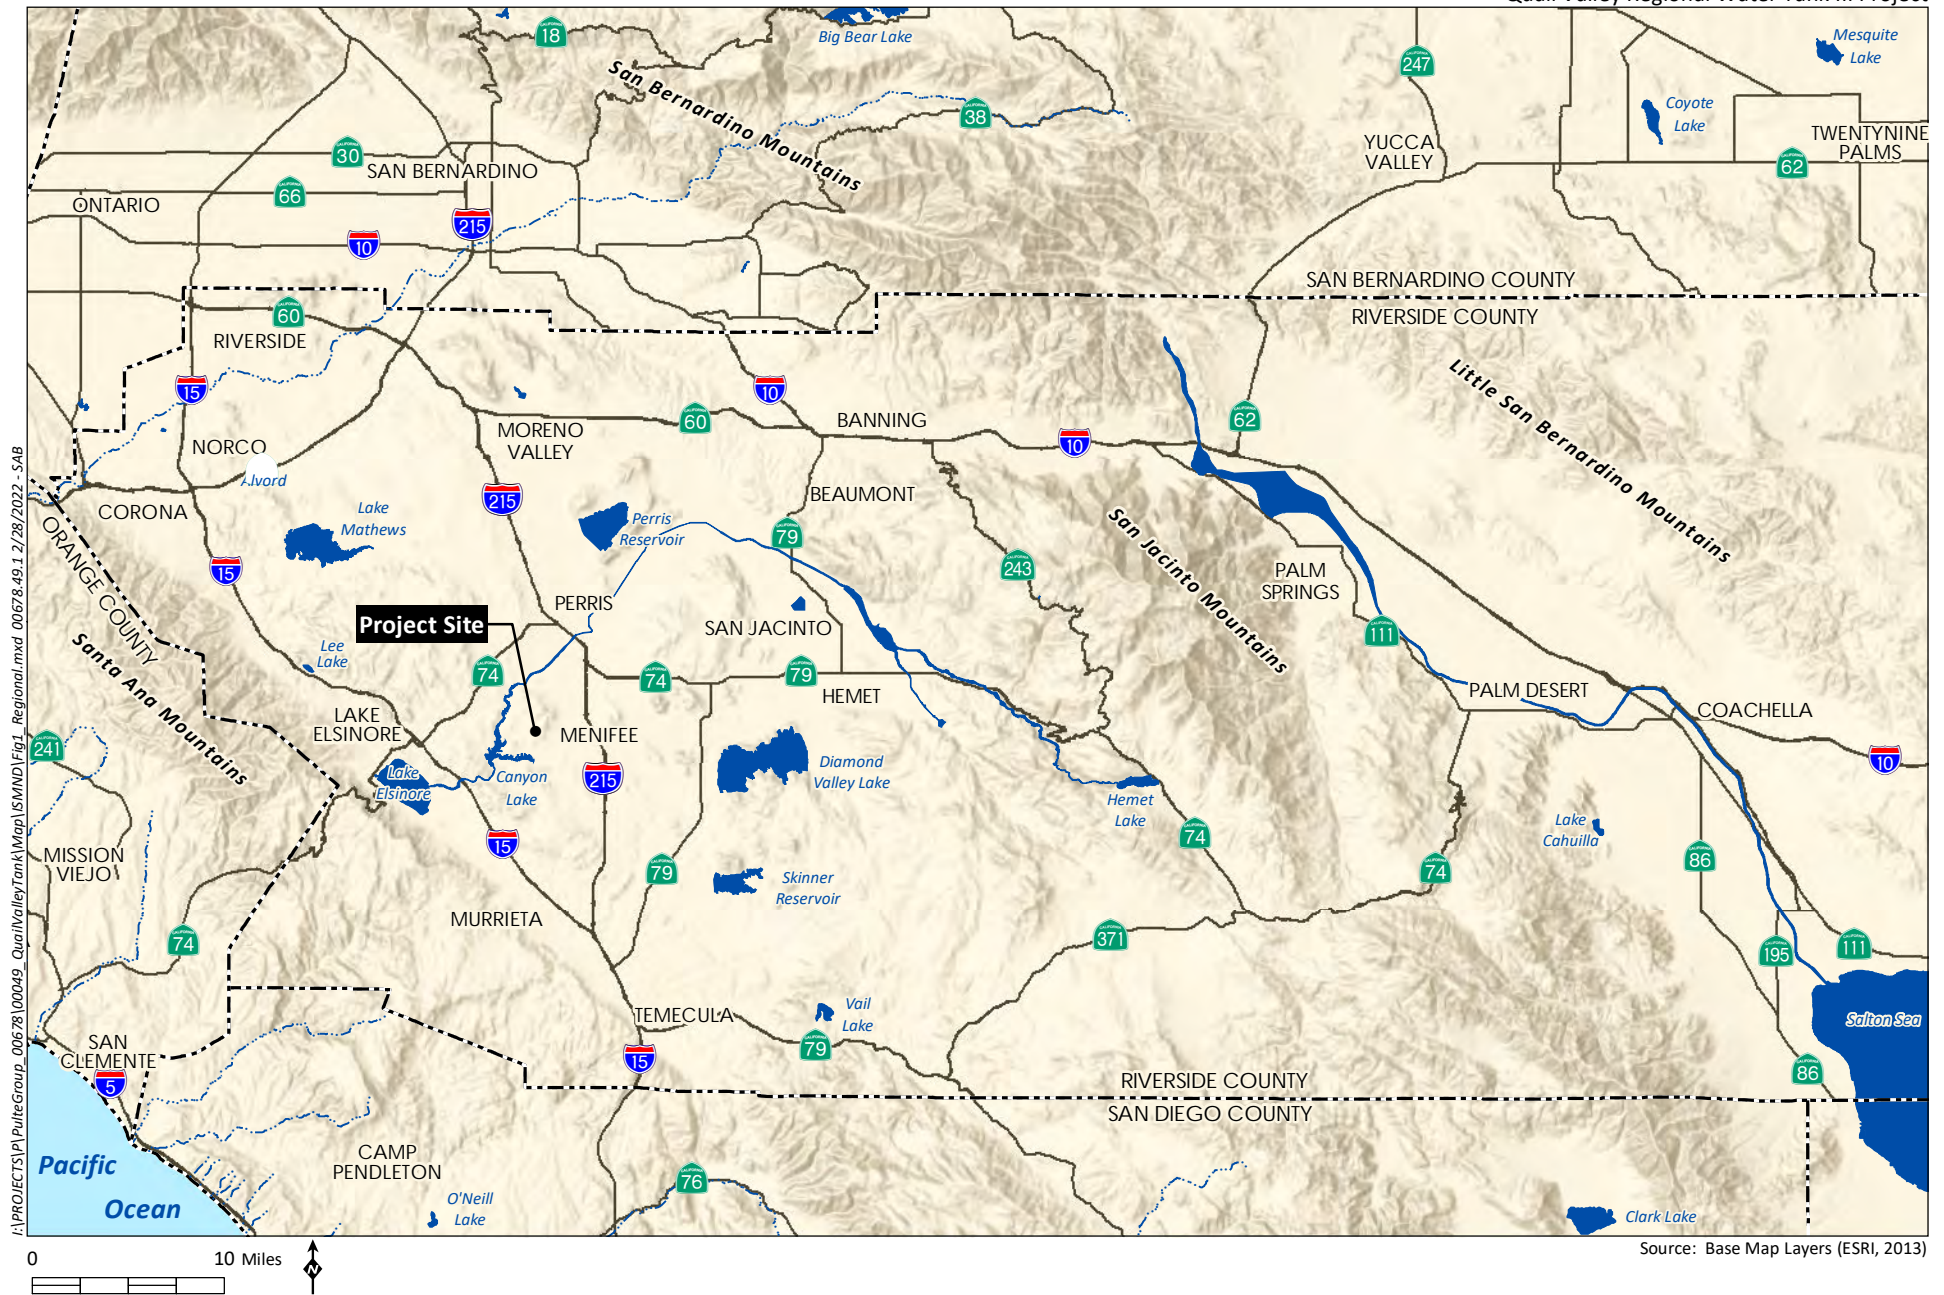 Quail Valley Regional Water Tank III Project
18
Big Bear Lake
San Bernardino Mountains
38
247
Mesquite
Lake
Coyote
Lake
YUCCA
VALLEY
TWENTYNINE
PALMS
62
30
SAN BERNARDINO
66
ONTARIO
215
10
SAN BERNARDINO COUNTY
RIVERSIDE COUNTY
60
RIVERSIDE
Little San Bernardino Mountains
15
10
60
BANNING
62
10
NORCO
Alvord
MORENO
VALLEY
215
BEAUMONT
CORONA
Lake
Mathews
Perris
Reservoir
79
San Jacinto Mountains
ORANGE COUNTY
15
243
PALM
SPRINGS
Project Site
PERRIS
SAN JACINTO
111
Lee
Lake
Santa Ana Mountains
74
74
79
HEMET
PALM DESERT
COACHELLA
LAKE
ELSINORE
MENIFEE
241
Lake
Elsinore
Canyon
Lake
215
Diamond
Valley Lake
Hemet
Lake
10
15
74
Lake
Cahuilla
MISSION
VIEJO
79
Skinner
Reservoir
74
86
MURRIETA
74
371
195
111
TEMECULA
Vail
Lake
79
Salton Sea
SAN
CLEMENTE
5
15
RIVERSIDE COUNTY
SAN DIEGO COUNTY
86
Pacific
Ocean
CAMP
PENDLETON
O'Neill
Lake
76
Clark Lake
I:\PROJECTS\P\PulteGroup_00678\00049_QuailValleyTank\Map\ISMND\Fig1_Regional.mxd 00678.49.1 2/28/2022 - SAB
0 10 Miles
N
Source: Base Map Layers (ESRI, 2013)